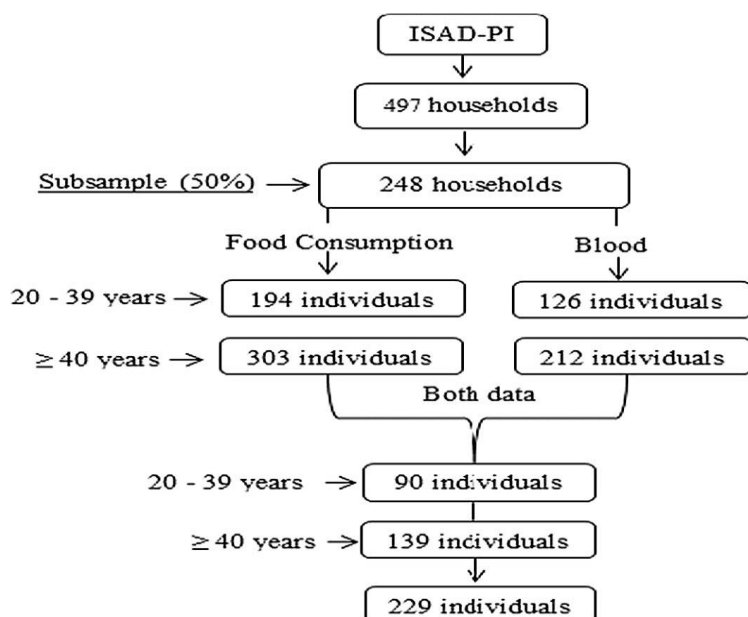 ISAD-PI
497 households
Subsample (50%)
248 households
Food Consumption
Blood
20 - 39 years
194 individuals
126 individuals
≥ 40 years
303 individuals
212 individuals
Both data
20 - 39 years
90 individuals
≥ 40 years
139 individuals
229 individuals